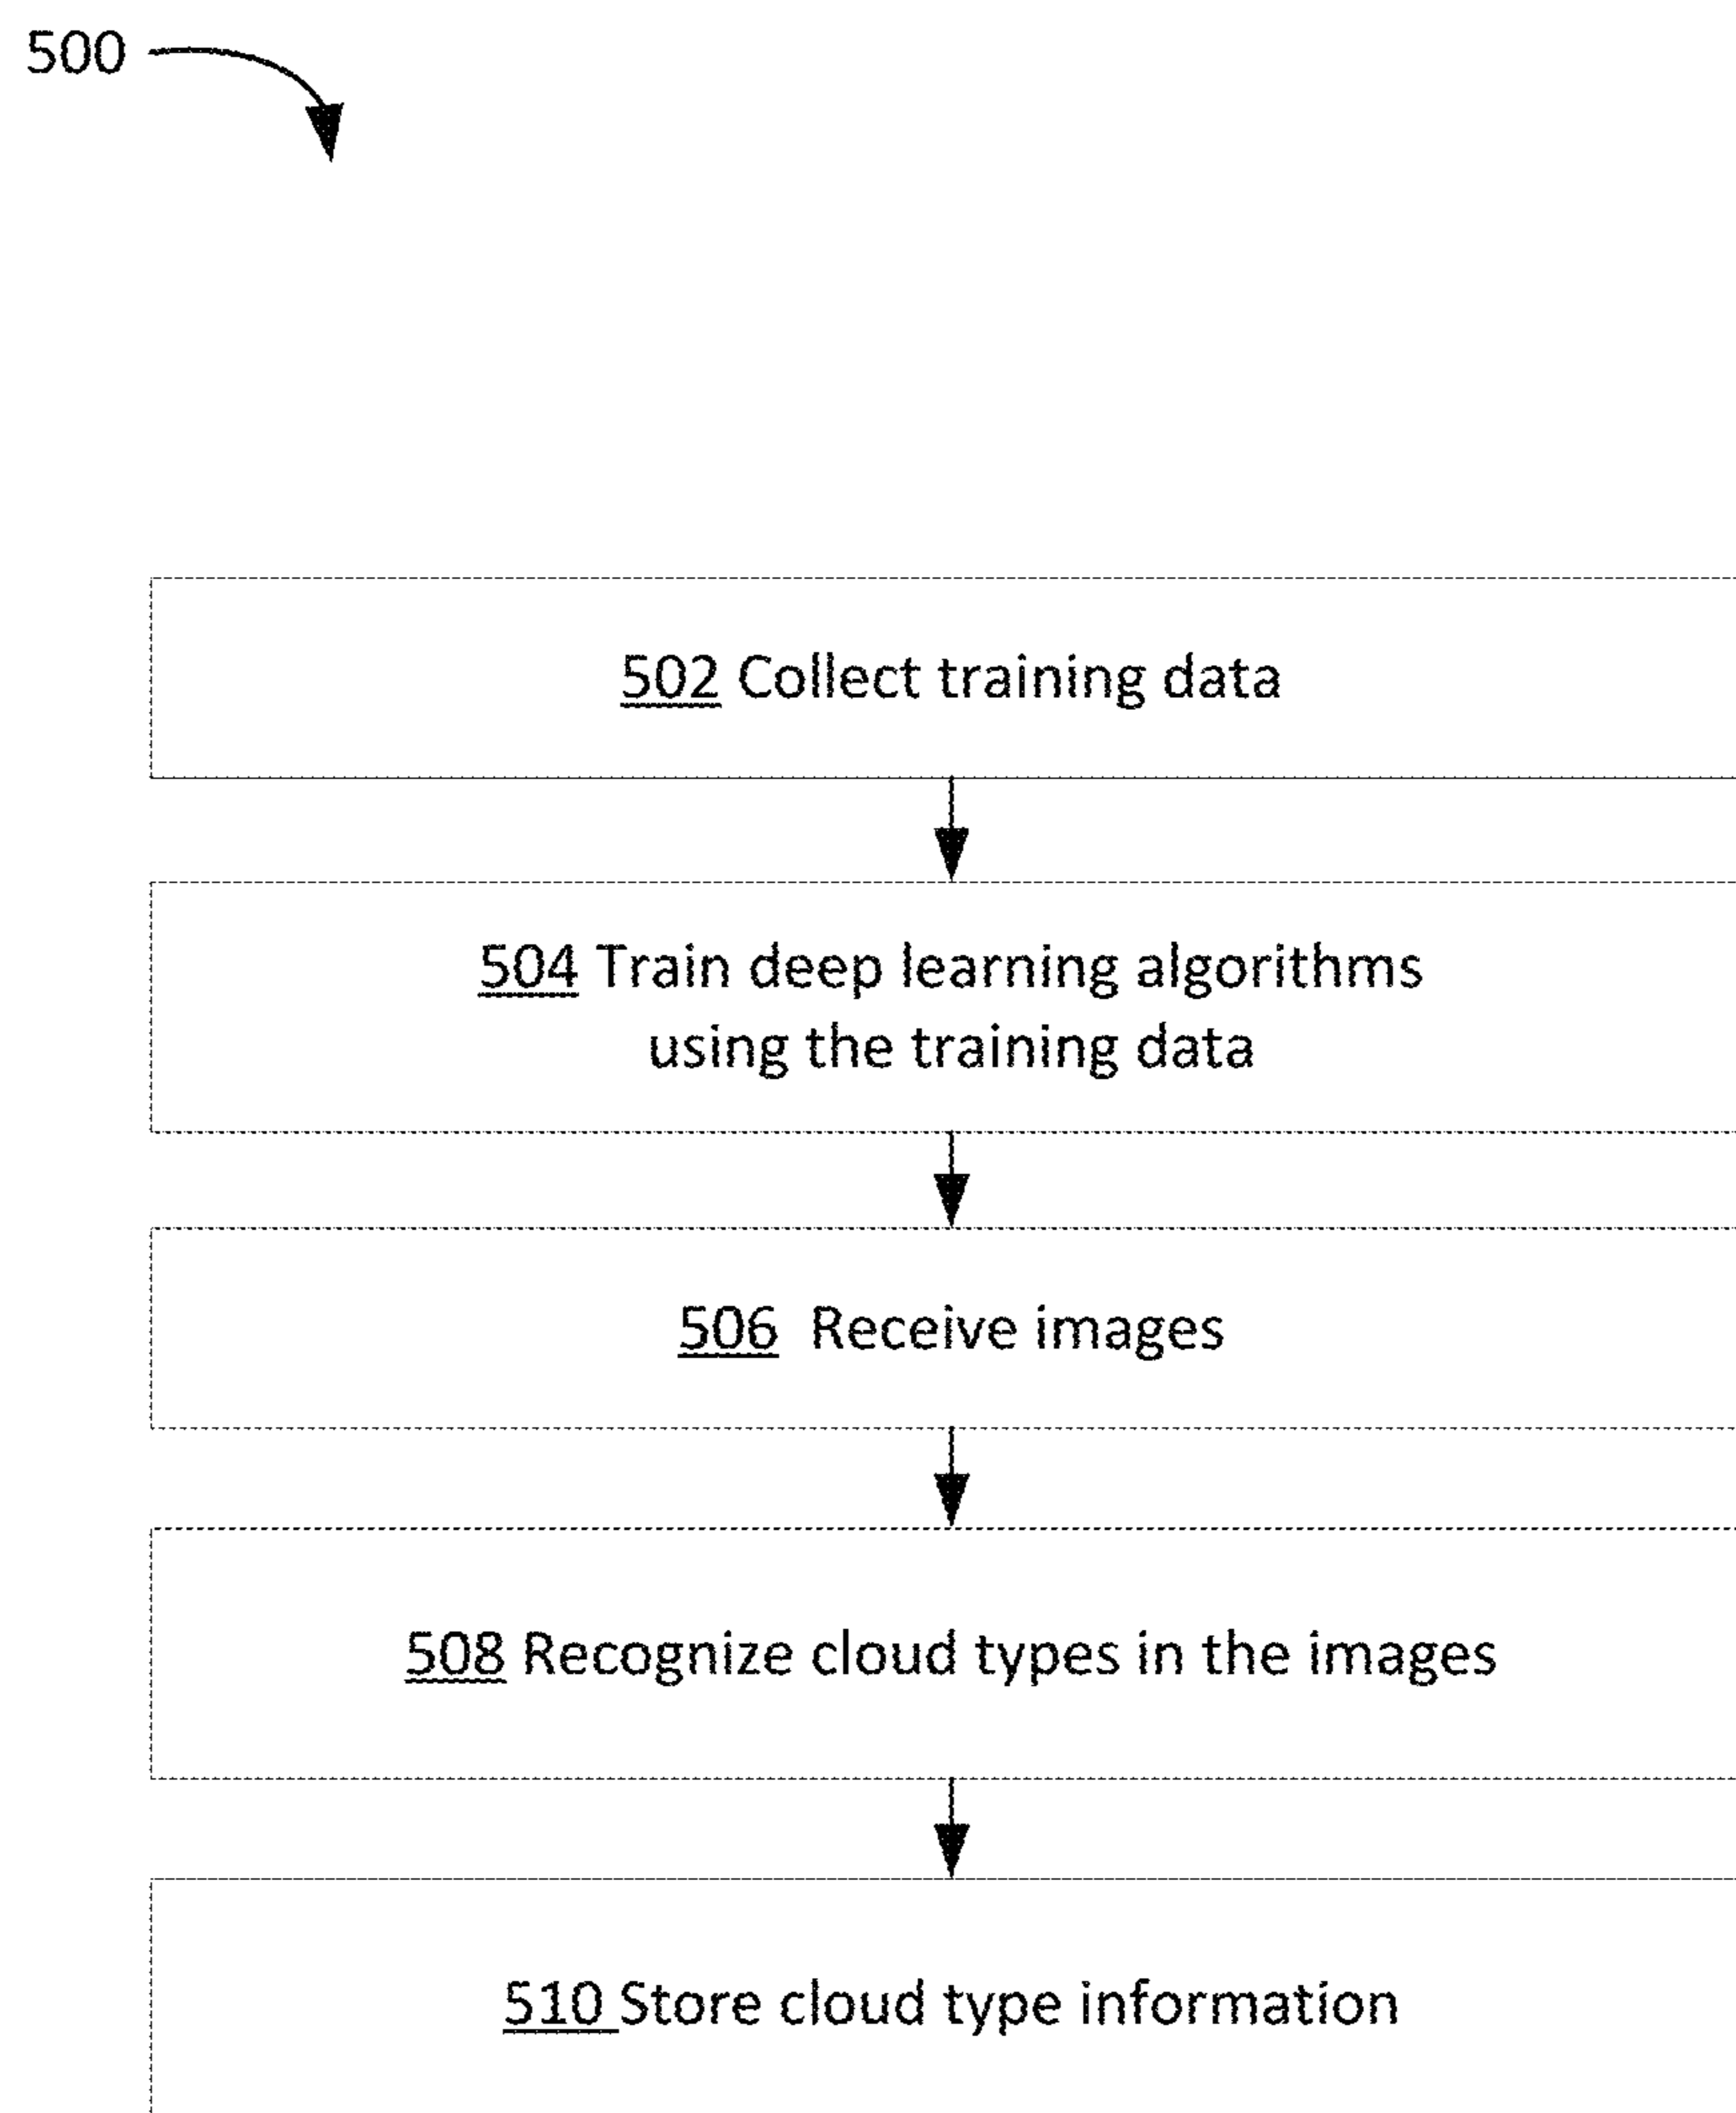 500
502 Collect training data
504 Train deep learning algorithms
using the training data
506 Receive images
508 Recognize cloud types in the images
510 Store cloud type information